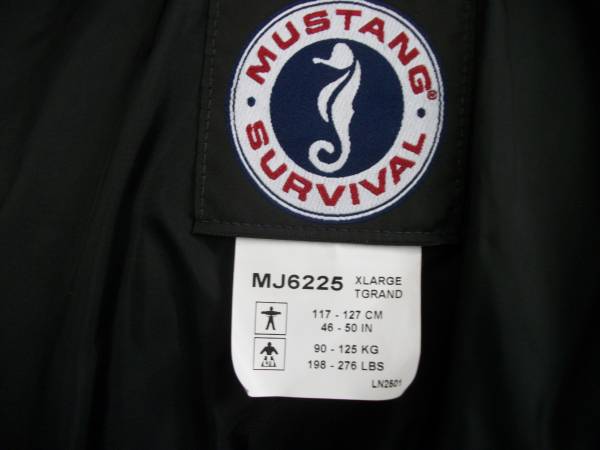 MUSTANG®
SURVIVAL
MJ6225 XLARGE
TGRAND
117 - 127 CM
46 - 50 IN
90 - 125 KG
198 - 276 LBS
LN2601